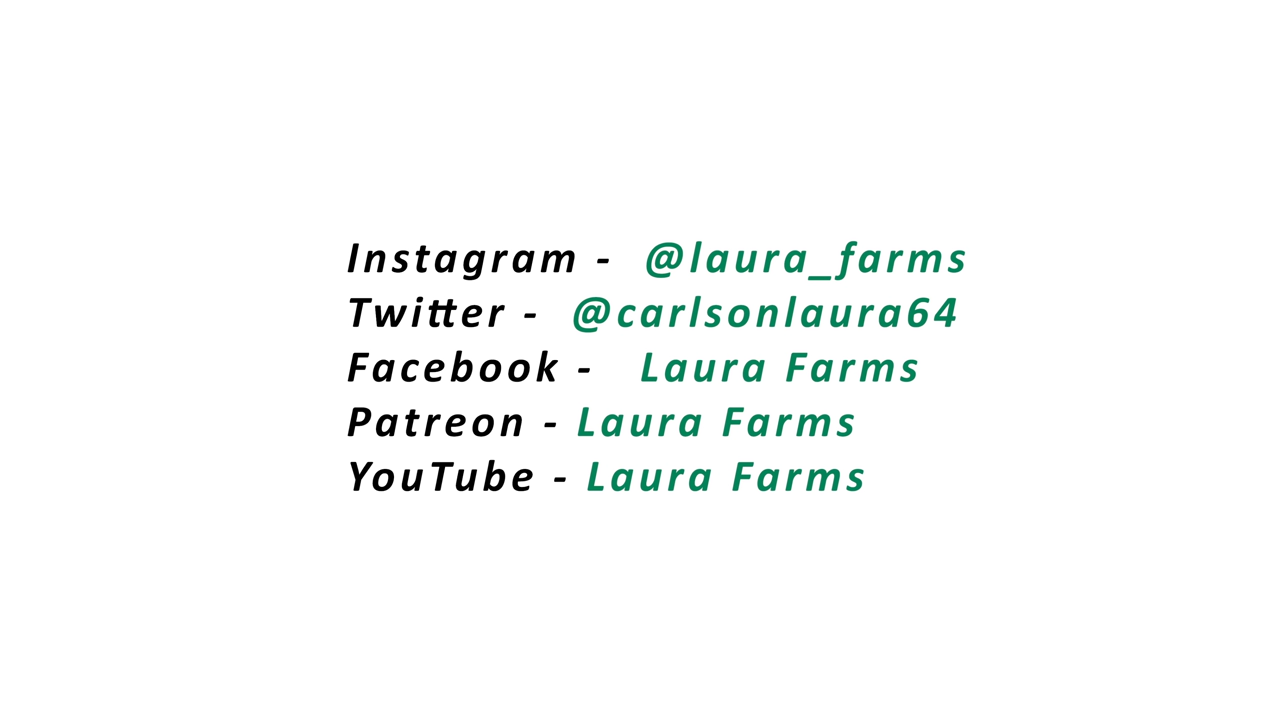 Instagram - @laura_farms
Twitter - @carlsonlaura64
Facebook - Laura Farms
Patreon - Laura Farms
YouTube - Laura Farms